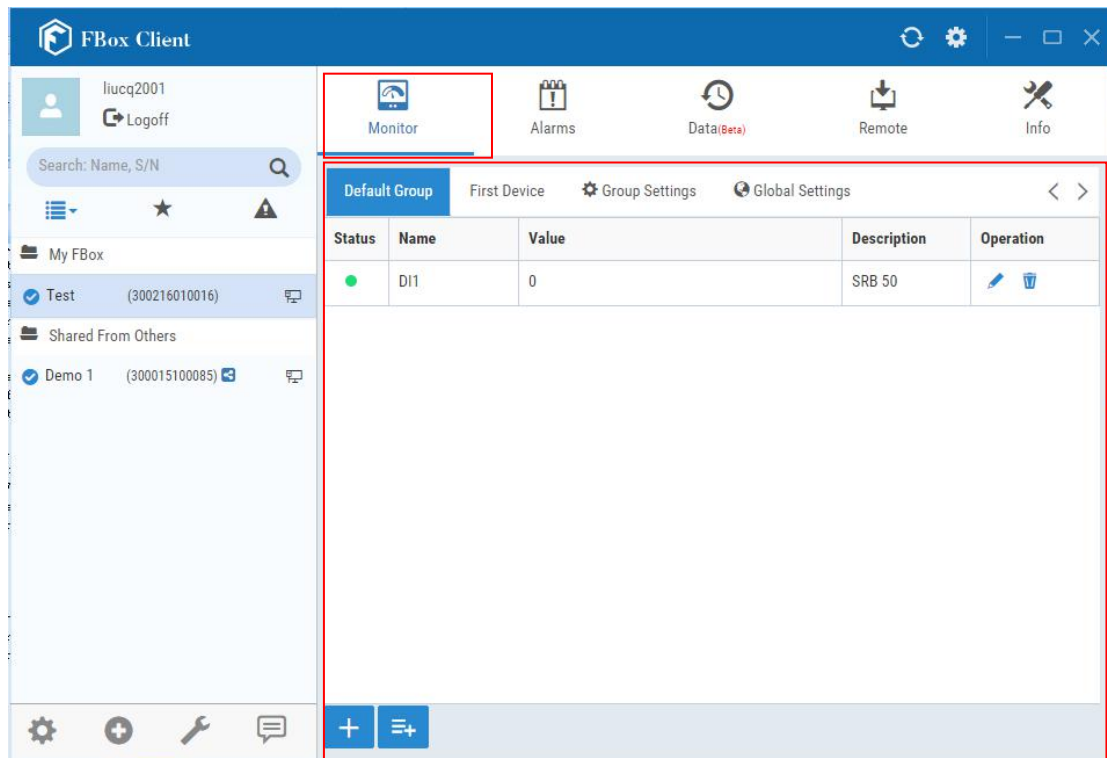 FBox Client
liucq2001
Logoff
Search: Name, S/N
My FBox
Test (300216010016)
Shared From Others
Demo 1 (300015100085)
Monitor Alarms Data(Beta) Remote Info
Default Group First Device Group Settings Global Settings
Status Name Value Description Operation
DI1 0 SRB 50